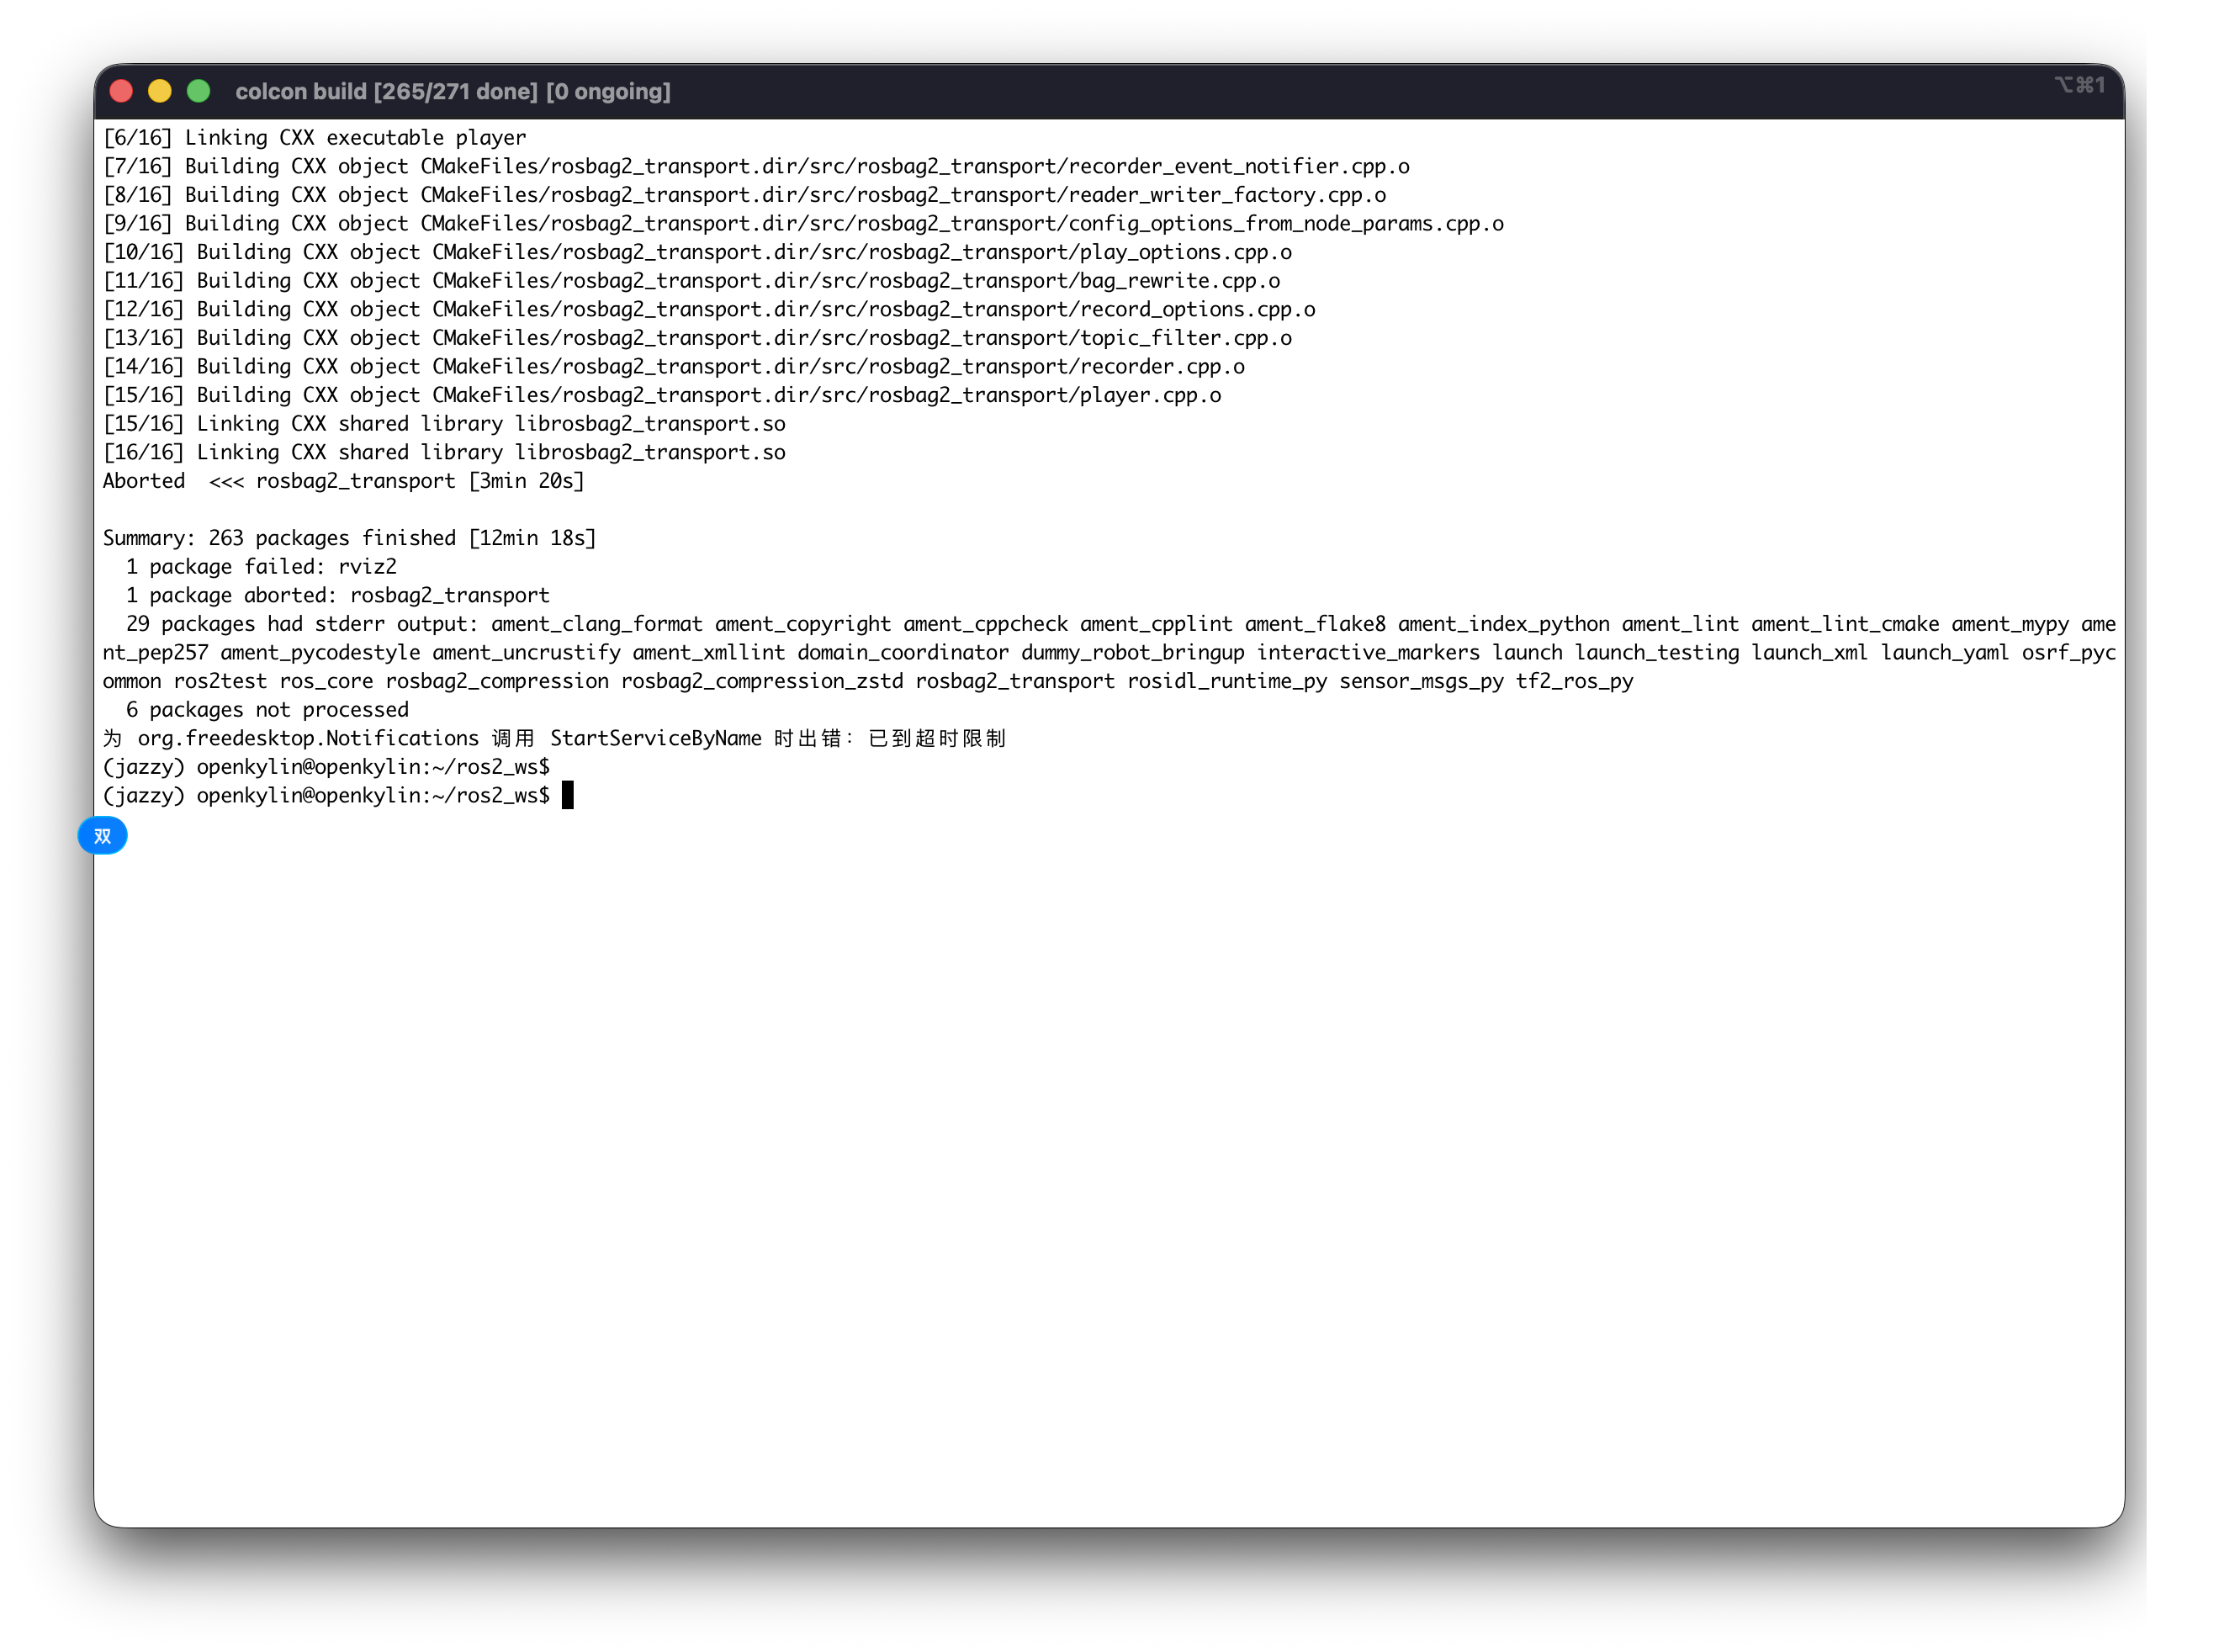 colcon build [265/271 done] [0 ongoing]
⌥⌘1
[6/16] Linking CXX executable player
[7/16] Building CXX object CMakeFiles/rosbag2_transport.dir/src/rosbag2_transport/recorder_event_notifier.cpp.o
[8/16] Building CXX object CMakeFiles/rosbag2_transport.dir/src/rosbag2_transport/reader_writer_factory.cpp.o
[9/16] Building CXX object CMakeFiles/rosbag2_transport.dir/src/rosbag2_transport/config_options_from_node_params.cpp.o
[10/16] Building CXX object CMakeFiles/rosbag2_transport.dir/src/rosbag2_transport/play_options.cpp.o
[11/16] Building CXX object CMakeFiles/rosbag2_transport.dir/src/rosbag2_transport/bag_rewrite.cpp.o
[12/16] Building CXX object CMakeFiles/rosbag2_transport.dir/src/rosbag2_transport/record_options.cpp.o
[13/16] Building CXX object CMakeFiles/rosbag2_transport.dir/src/rosbag2_transport/topic_filter.cpp.o
[14/16] Building CXX object CMakeFiles/rosbag2_transport.dir/src/rosbag2_transport/recorder.cpp.o
[15/16] Building CXX object CMakeFiles/rosbag2_transport.dir/src/rosbag2_transport/player.cpp.o
[15/16] Linking CXX shared library librosbag2_transport.so
[16/16] Linking CXX shared library librosbag2_transport.so
Aborted  <<< rosbag2_transport [3min 20s]
Summary: 263 packages finished [12min 18s]
  1 package failed: rviz2
  1 package aborted: rosbag2_transport
  29 packages had stderr output: ament_clang_format ament_copyright ament_cppcheck ament_cpplint ament_flake8 ament_index_python ament_lint ament_lint_cmake ament_mypy ame
nt_pep257 ament_pycodestyle ament_uncrustify ament_xmllint domain_coordinator dummy_robot_bringup interactive_markers launch launch_testing launch_xml launch_yaml osrf_pyc
ommon ros2test ros_core rosbag2_compression rosbag2_compression_zstd rosbag2_transport rosidl_runtime_py sensor_msgs_py tf2_ros_py
  6 packages not processed
为 org.freedesktop.Notifications 调用 StartServiceByName 时出错：已到超时限制
(jazzy) openkylin@openkylin:~/ros2_ws$
(jazzy) openkylin@openkylin:~/ros2_ws$
双